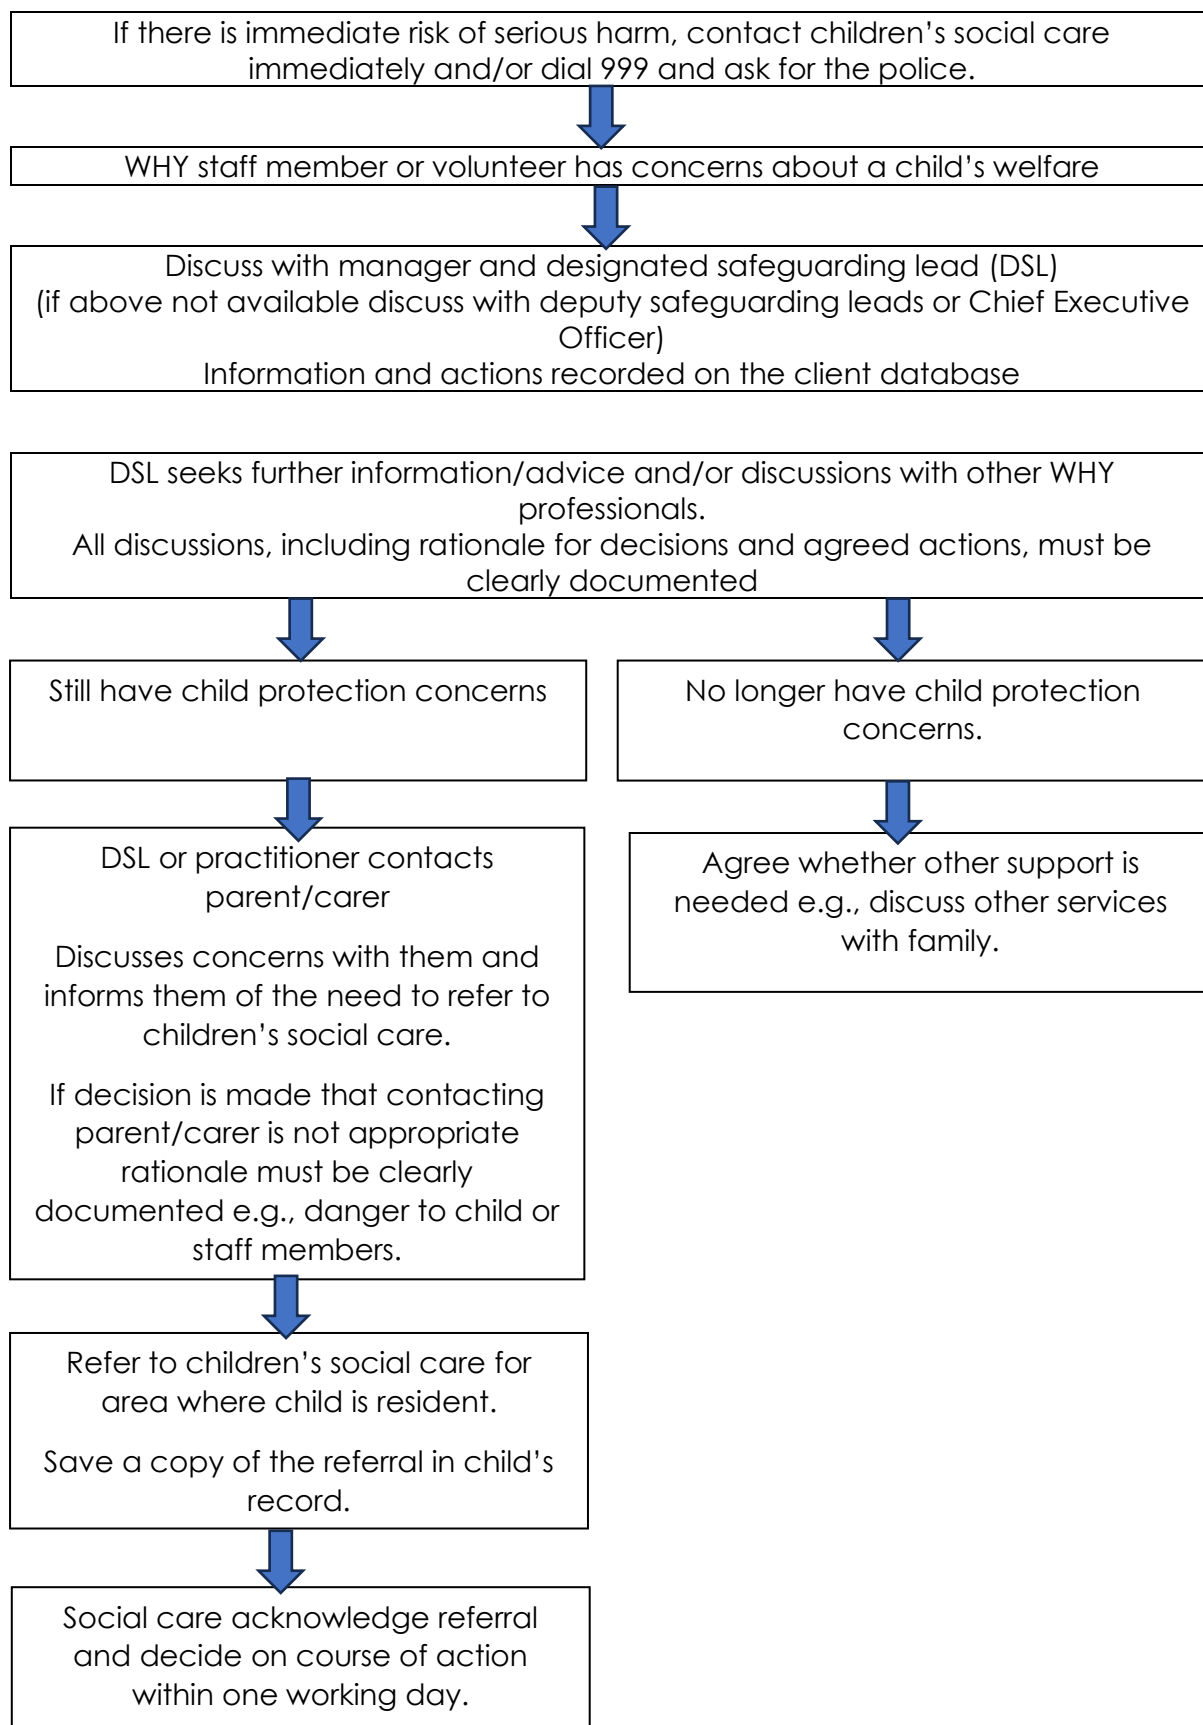 If there is immediate risk of serious harm, contact children’s social care
immediately and/or dial 999 and ask for the police.
WHY staff member or volunteer has concerns about a child’s welfare
Discuss with manager and designated safeguarding lead (DSL)
(if above not available discuss with deputy safeguarding leads or Chief Executive
Officer)
Information and actions recorded on the client database
DSL seeks further information/advice and/or discussions with other WHY
professionals.
All discussions, including rationale for decisions and agreed actions, must be
clearly documented
Still have child protection concerns
No longer have child protection
concerns.
DSL or practitioner contacts
parent/carer
Discusses concerns with them and
informs them of the need to refer to
children’s social care.
If decision is made that contacting
parent/carer is not appropriate
rationale must be clearly
documented e.g., danger to child or
staff members.
Agree whether other support is
needed e.g., discuss other services
with family.
Refer to children’s social care for
area where child is resident.
Save a copy of the referral in child’s
record.
Social care acknowledge referral
and decide on course of action
within one working day.